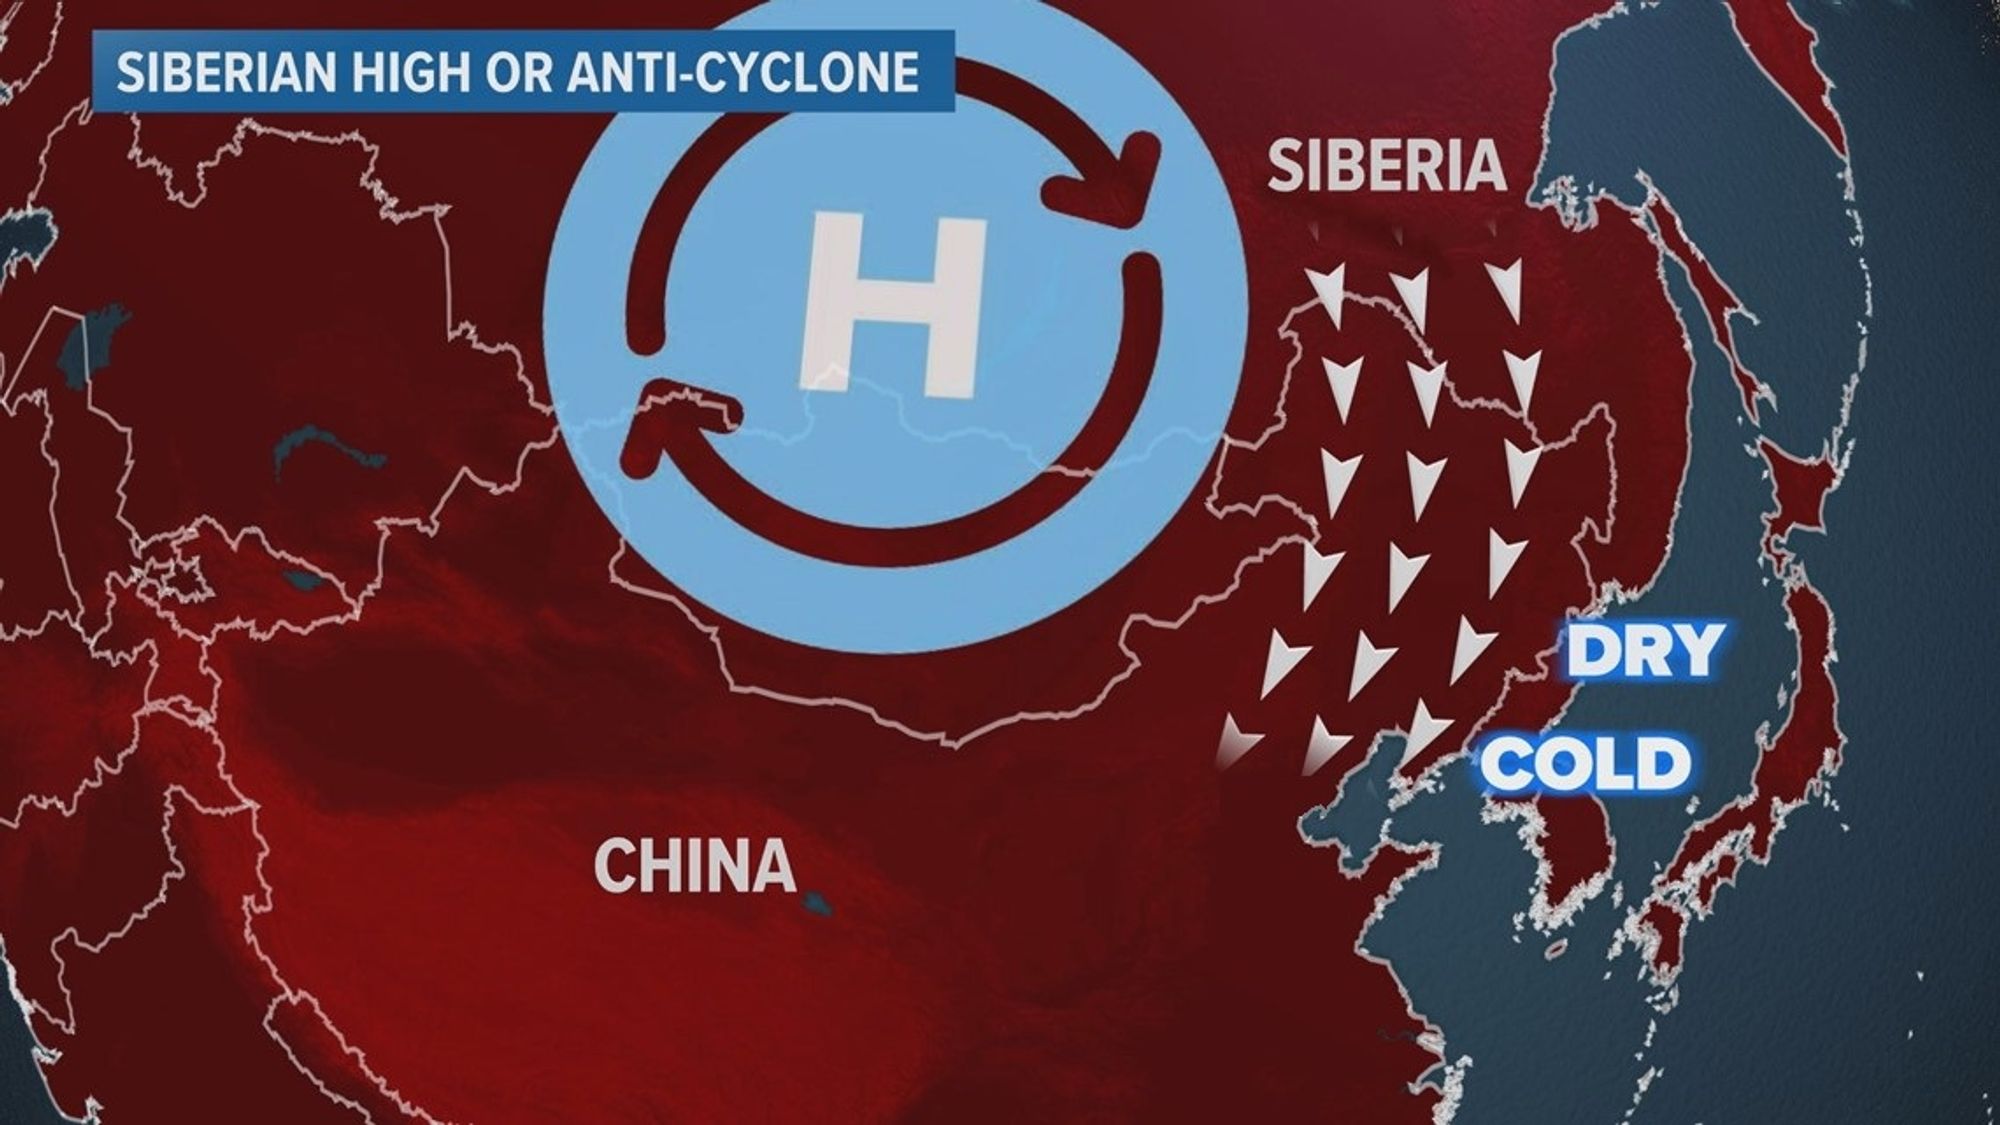 SIBERIAN HIGH OR ANTI-CYCLONE
SIBERIA
H
DRY
COLD
CHINA